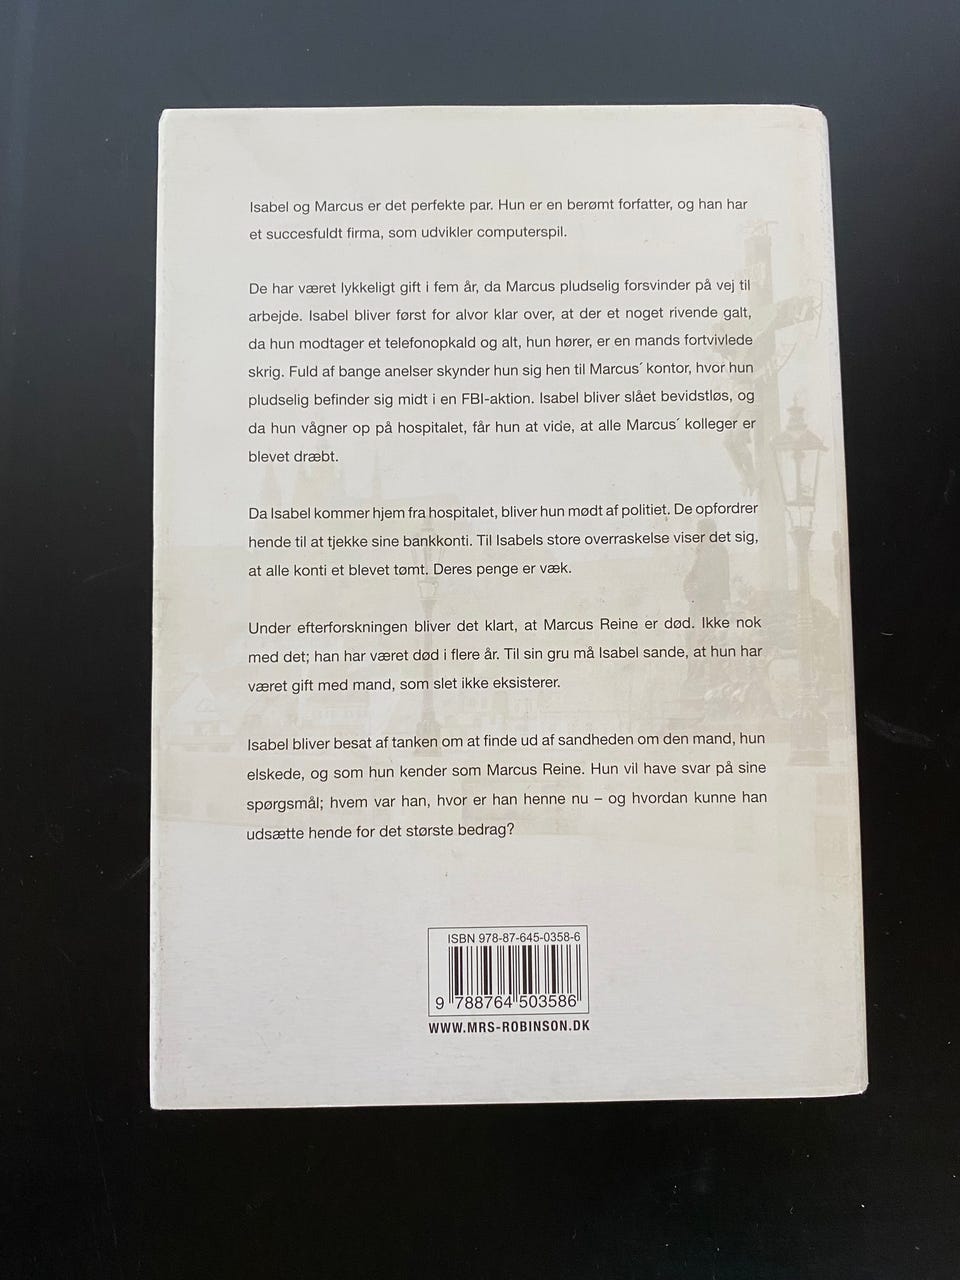 Isabel og Marcus er det perfekte par. Hun er en berømt forfatter, og han har
et succesfuldt firma, som udvikler computerspil.
De har været lykkeligt gift i fem år, da Marcus pludselig forsvinder på vej til
arbejde. Isabel bliver først for alvor klar over, at der et noget rivende galt,
da hun modtager et telefonopkald og alt, hun hører, er en mands fortvivlede
skrig. Fuld af bange anelser skynder hun sig hen til Marcus´ kontor, hvor hun
pludselig befinder sig midt i en FBI-aktion. Isabel bliver slået bevidstløs, og
da hun vågner op på hospitalet, får hun at vide, at alle Marcus´ kolleger er
blevet dræbt.
Da Isabel kommer hjem fra hospitalet, bliver hun mødt af politiet. De opfordrer
hende til at tjekke sine bankkonti. Til Isabels store overraskelse viser det sig,
at alle konti et blevet tømt. Deres penge er væk.
Under efterforskningen bliver det klart, at Marcus Reine er død. Ikke nok
med det; han har været død i flere år. Til sin gru må Isabel sande, at hun har
været gift med mand, som slet ikke eksisterer.
Isabel bliver besat af tanken om at finde ud af sandheden om den mand, hun
elskede, og som hun kender som Marcus Reine. Hun vil have svar på sine
spørgsmål; hvem var han, hvor er han henne nu – og hvordan kunne han
udsætte hende for det største bedrag?
ISBN 978-87-645-0358-6
9 788764 503586
WWW.MRS-ROBINSON.DK